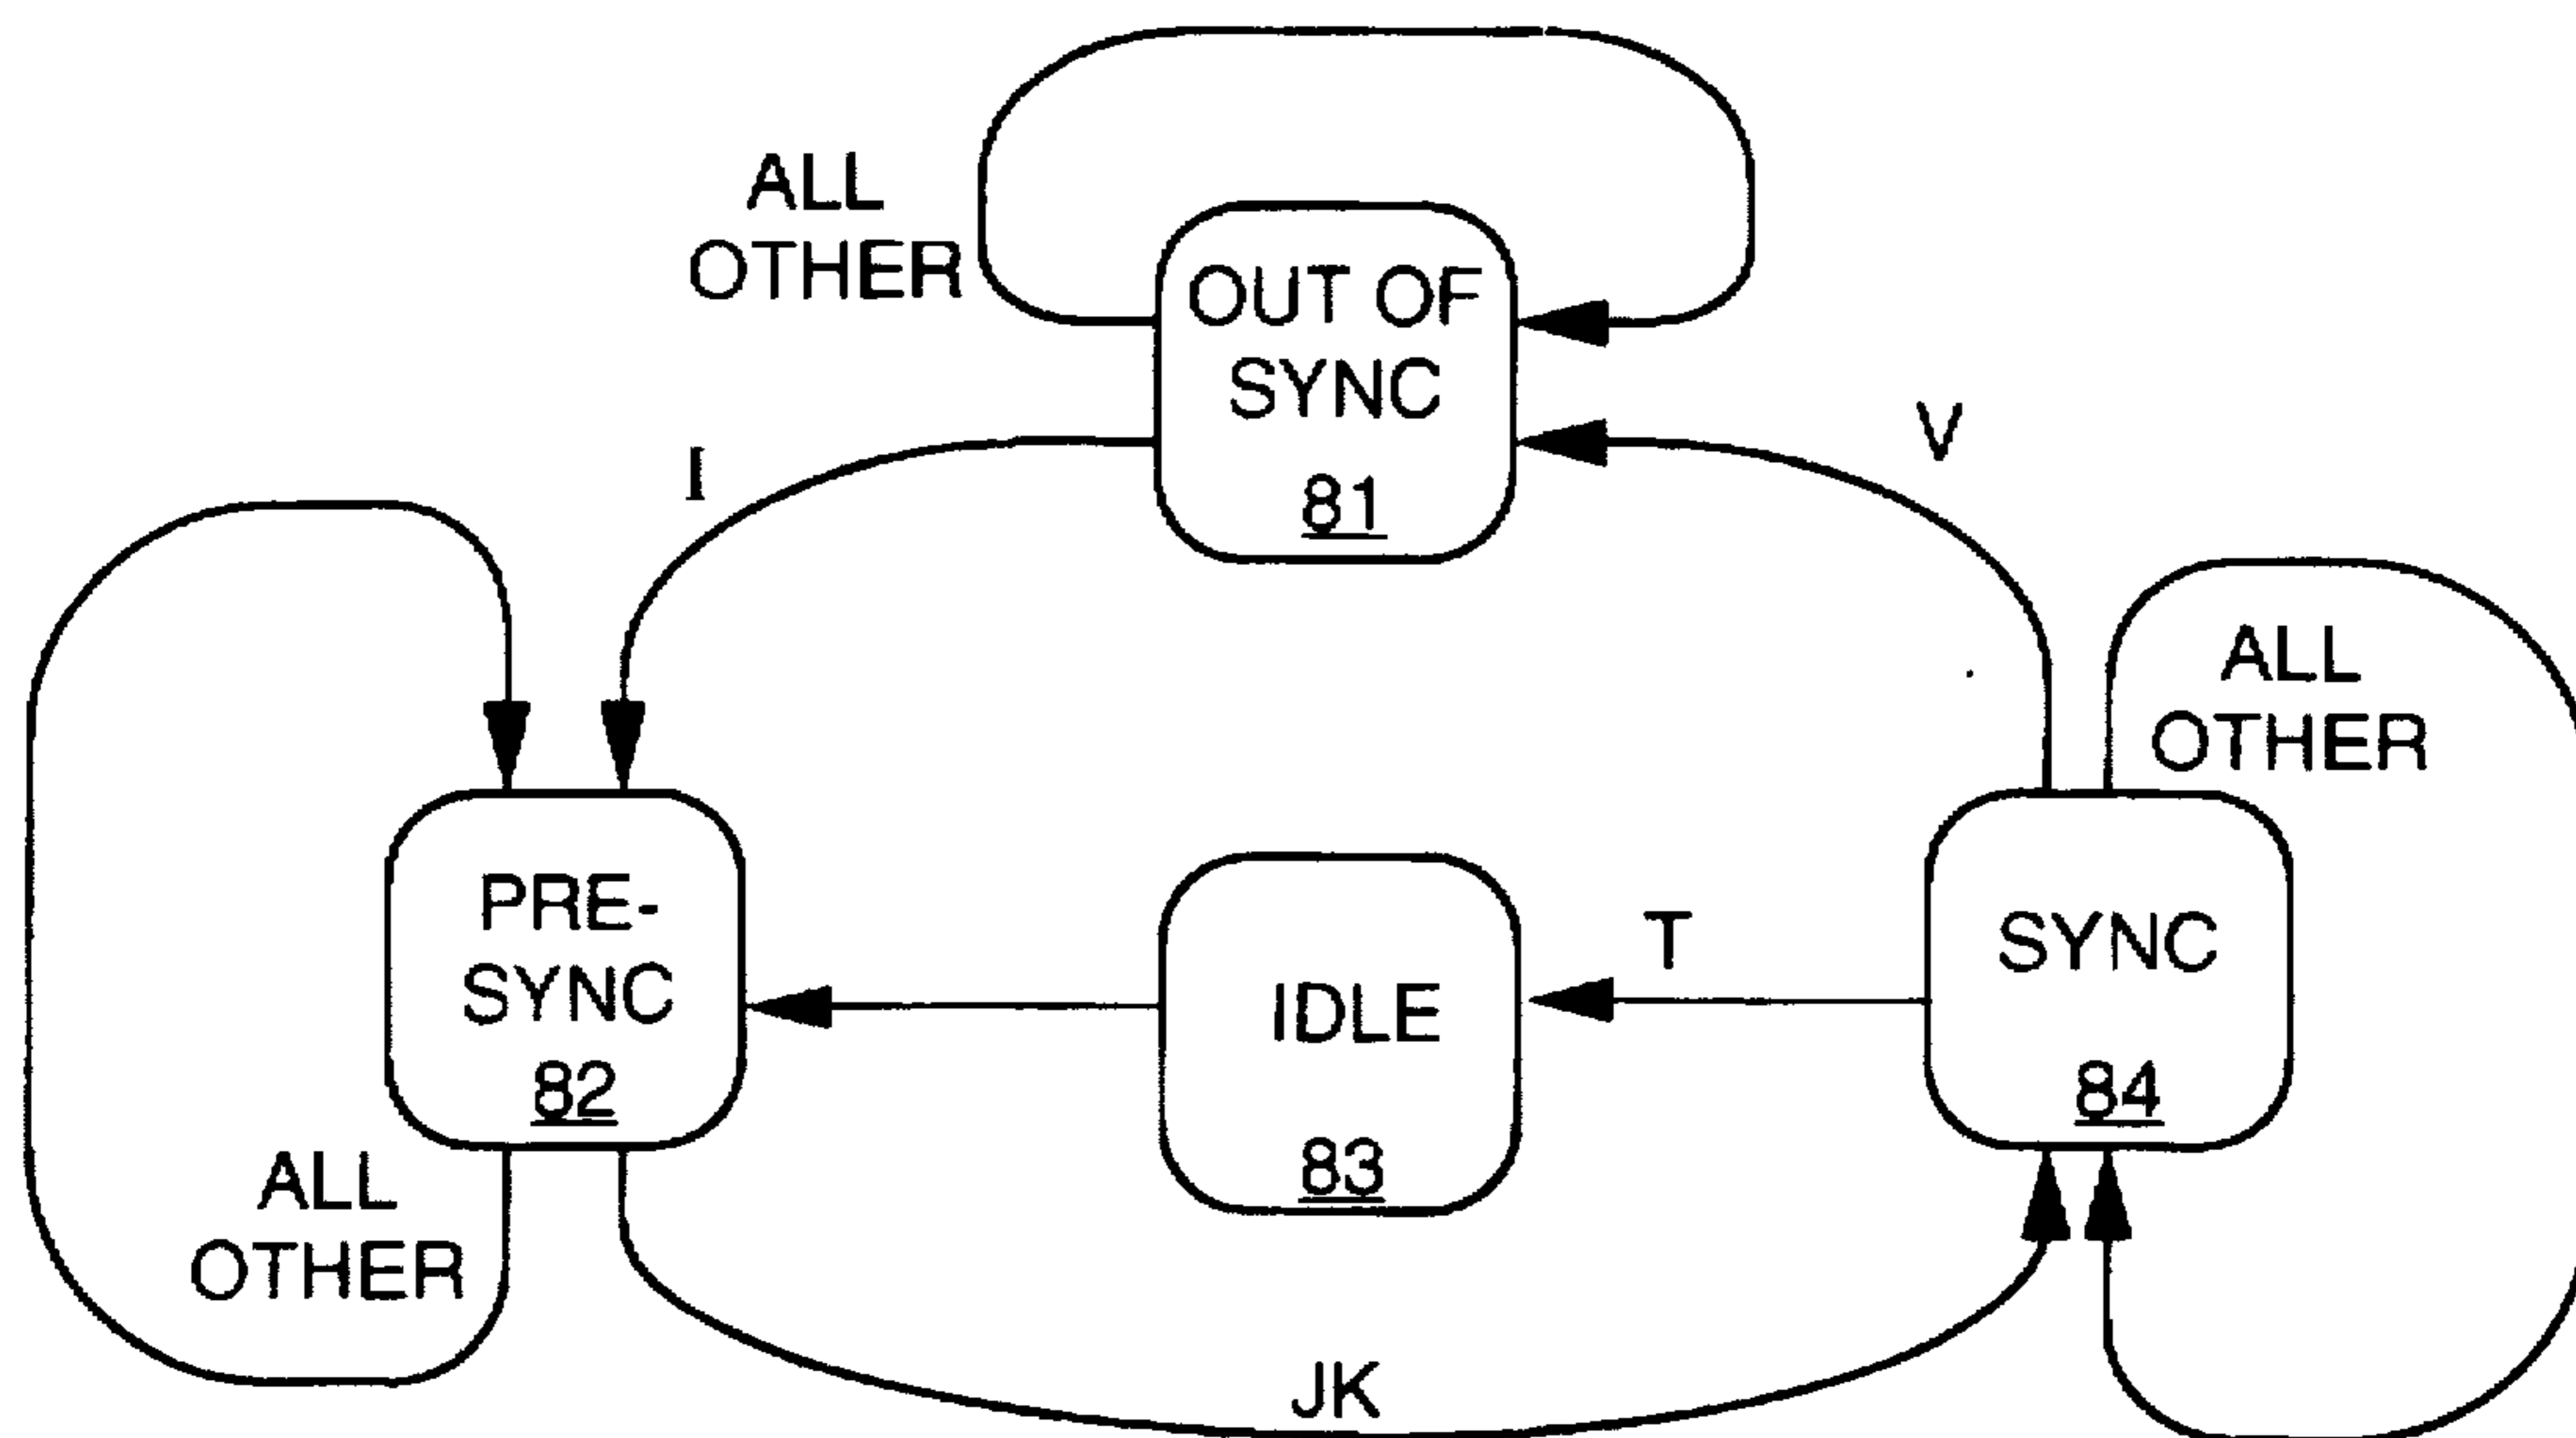 ALL
OTHER
OUT OF
SYNC
81
I
V
ALL
OTHER
PRE-
SYNC
82
IDLE
83
T
SYNC
84
ALL
OTHER
JK